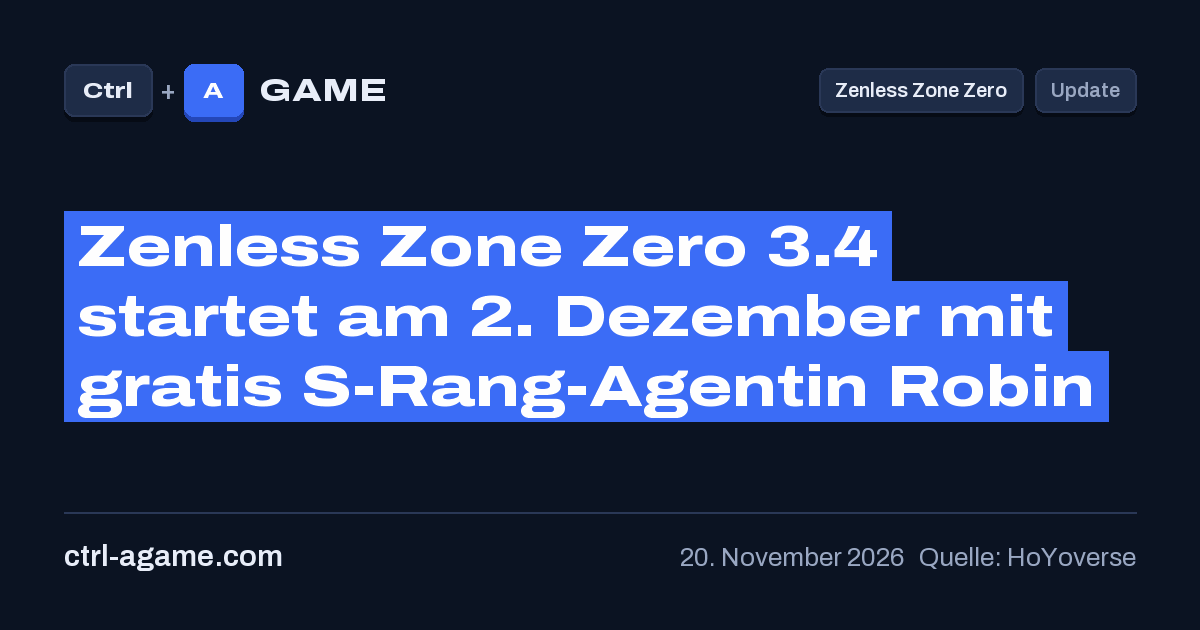 Ctrl + A GAME
Zenless Zone Zero Update
Zenless Zone Zero 3.4
startet am 2. Dezember mit
gratis S-Rang-Agentin Robin
ctrl-agame.com
20. November 2026 Quelle: HoYoverse